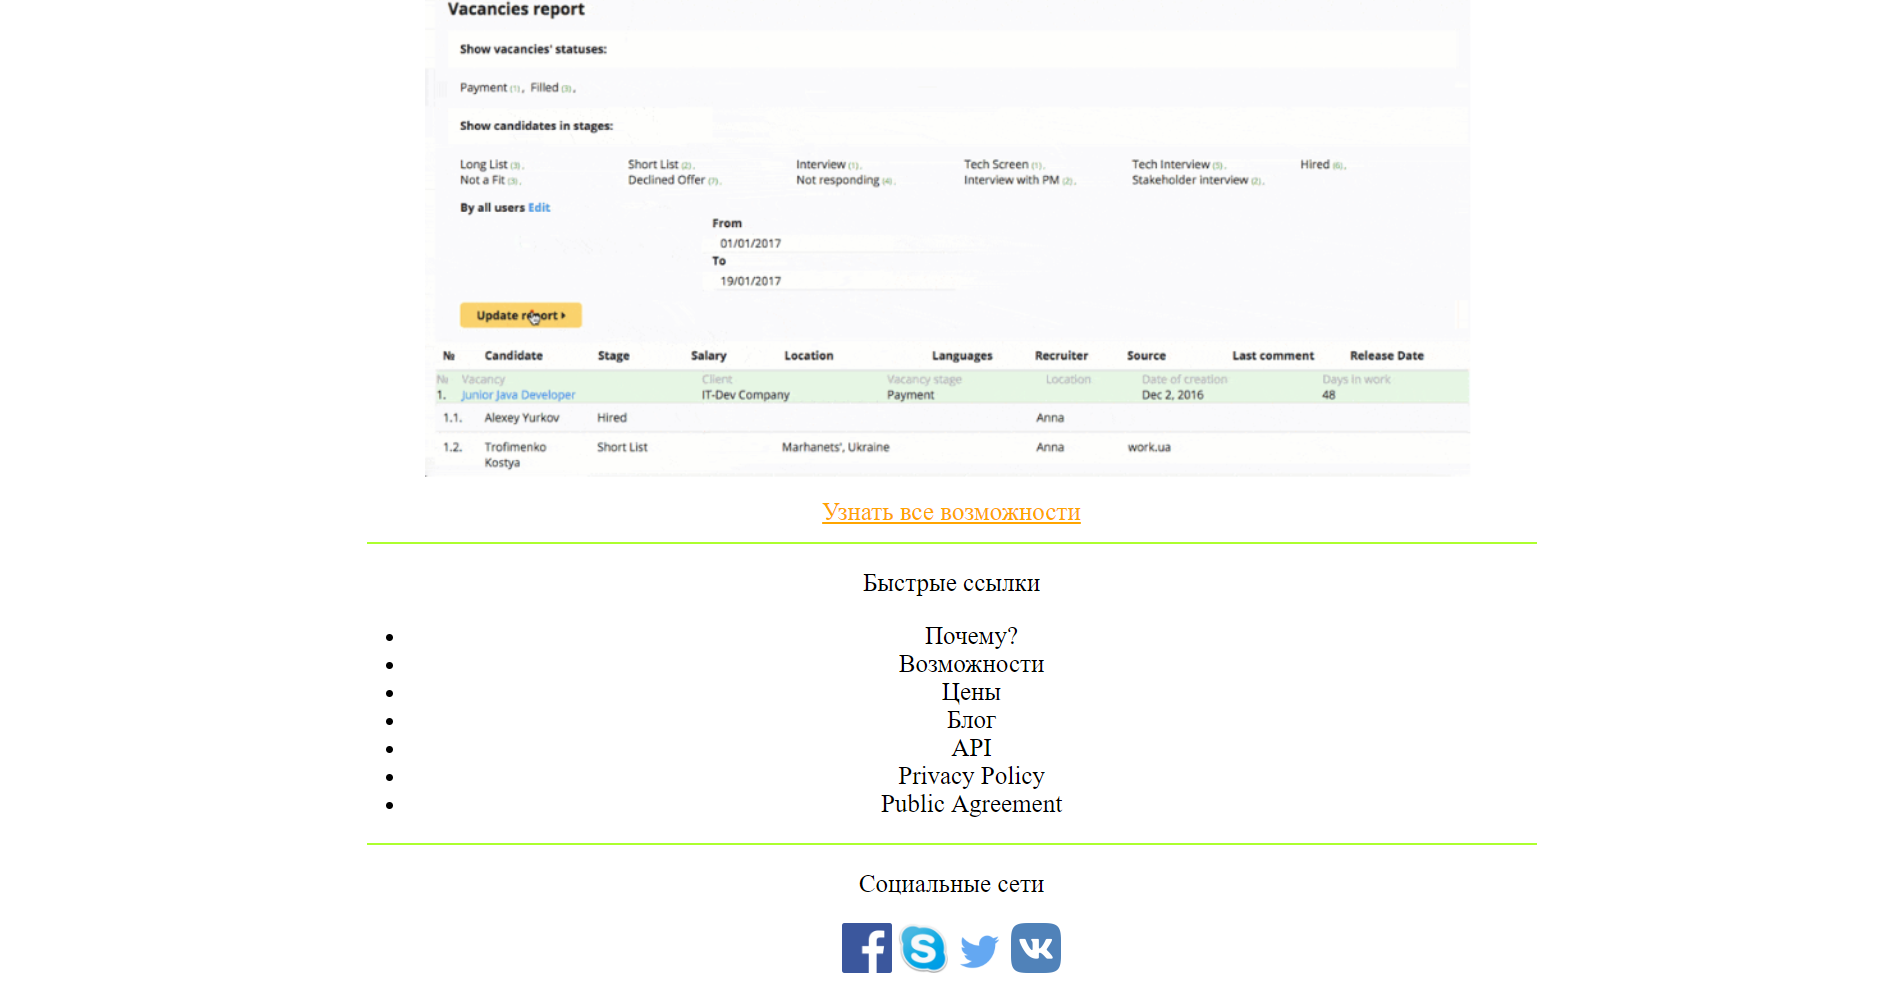 Vacancies report
Show vacancies' statuses:
Payment (1), Filled (3),
Show candidates in stages:
Long List (3), Short List (2), Interview (1), Tech Screen (1), Tech Interview (5), Hired (6),
Not a Fit (3), Declined Offer (7), Not responding (4), Interview with PM (2), Stakeholder interview (2),
By all users Edit
From
01/01/2017
To
19/01/2017
Update report
№ Candidate Stage Salary Location Languages Recruiter Source Last comment Release Date
№ Vacancy Client Vacancy stage Location Date of creation Days in work
1. Junior Java Developer IT-Dev Company Payment Dec 2, 2016 48
1.1. Alexey Yurkov Hired Anna
1.2. Trofimenko Short List Marhanets', Ukraine Anna work.ua
Kostya
Узнать все возможности
Быстрые ссылки
Почему?
Возможности
Цены
Блог
API
Privacy Policy
Public Agreement
Социальные сети